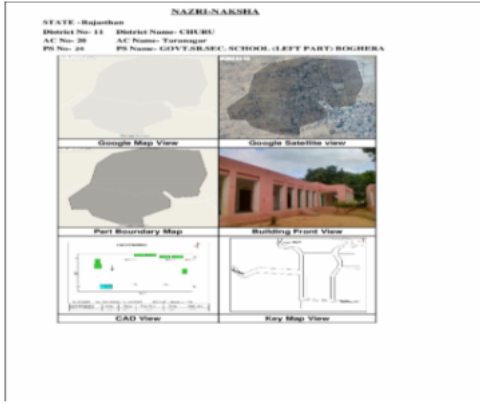 NAZRI-NAKSHA
STATE -Rajasthan
District No- 11 District Name- CHURU
AC No- 20 AC Name- Taranagar
PS No- 24 PS Name- GOVT.SR.SEC. SCHOOL (LEFT PART) BOGHERA
Google Map View Google Satellite view
Part Boundary Map Building Front View
CAD View Key Map View